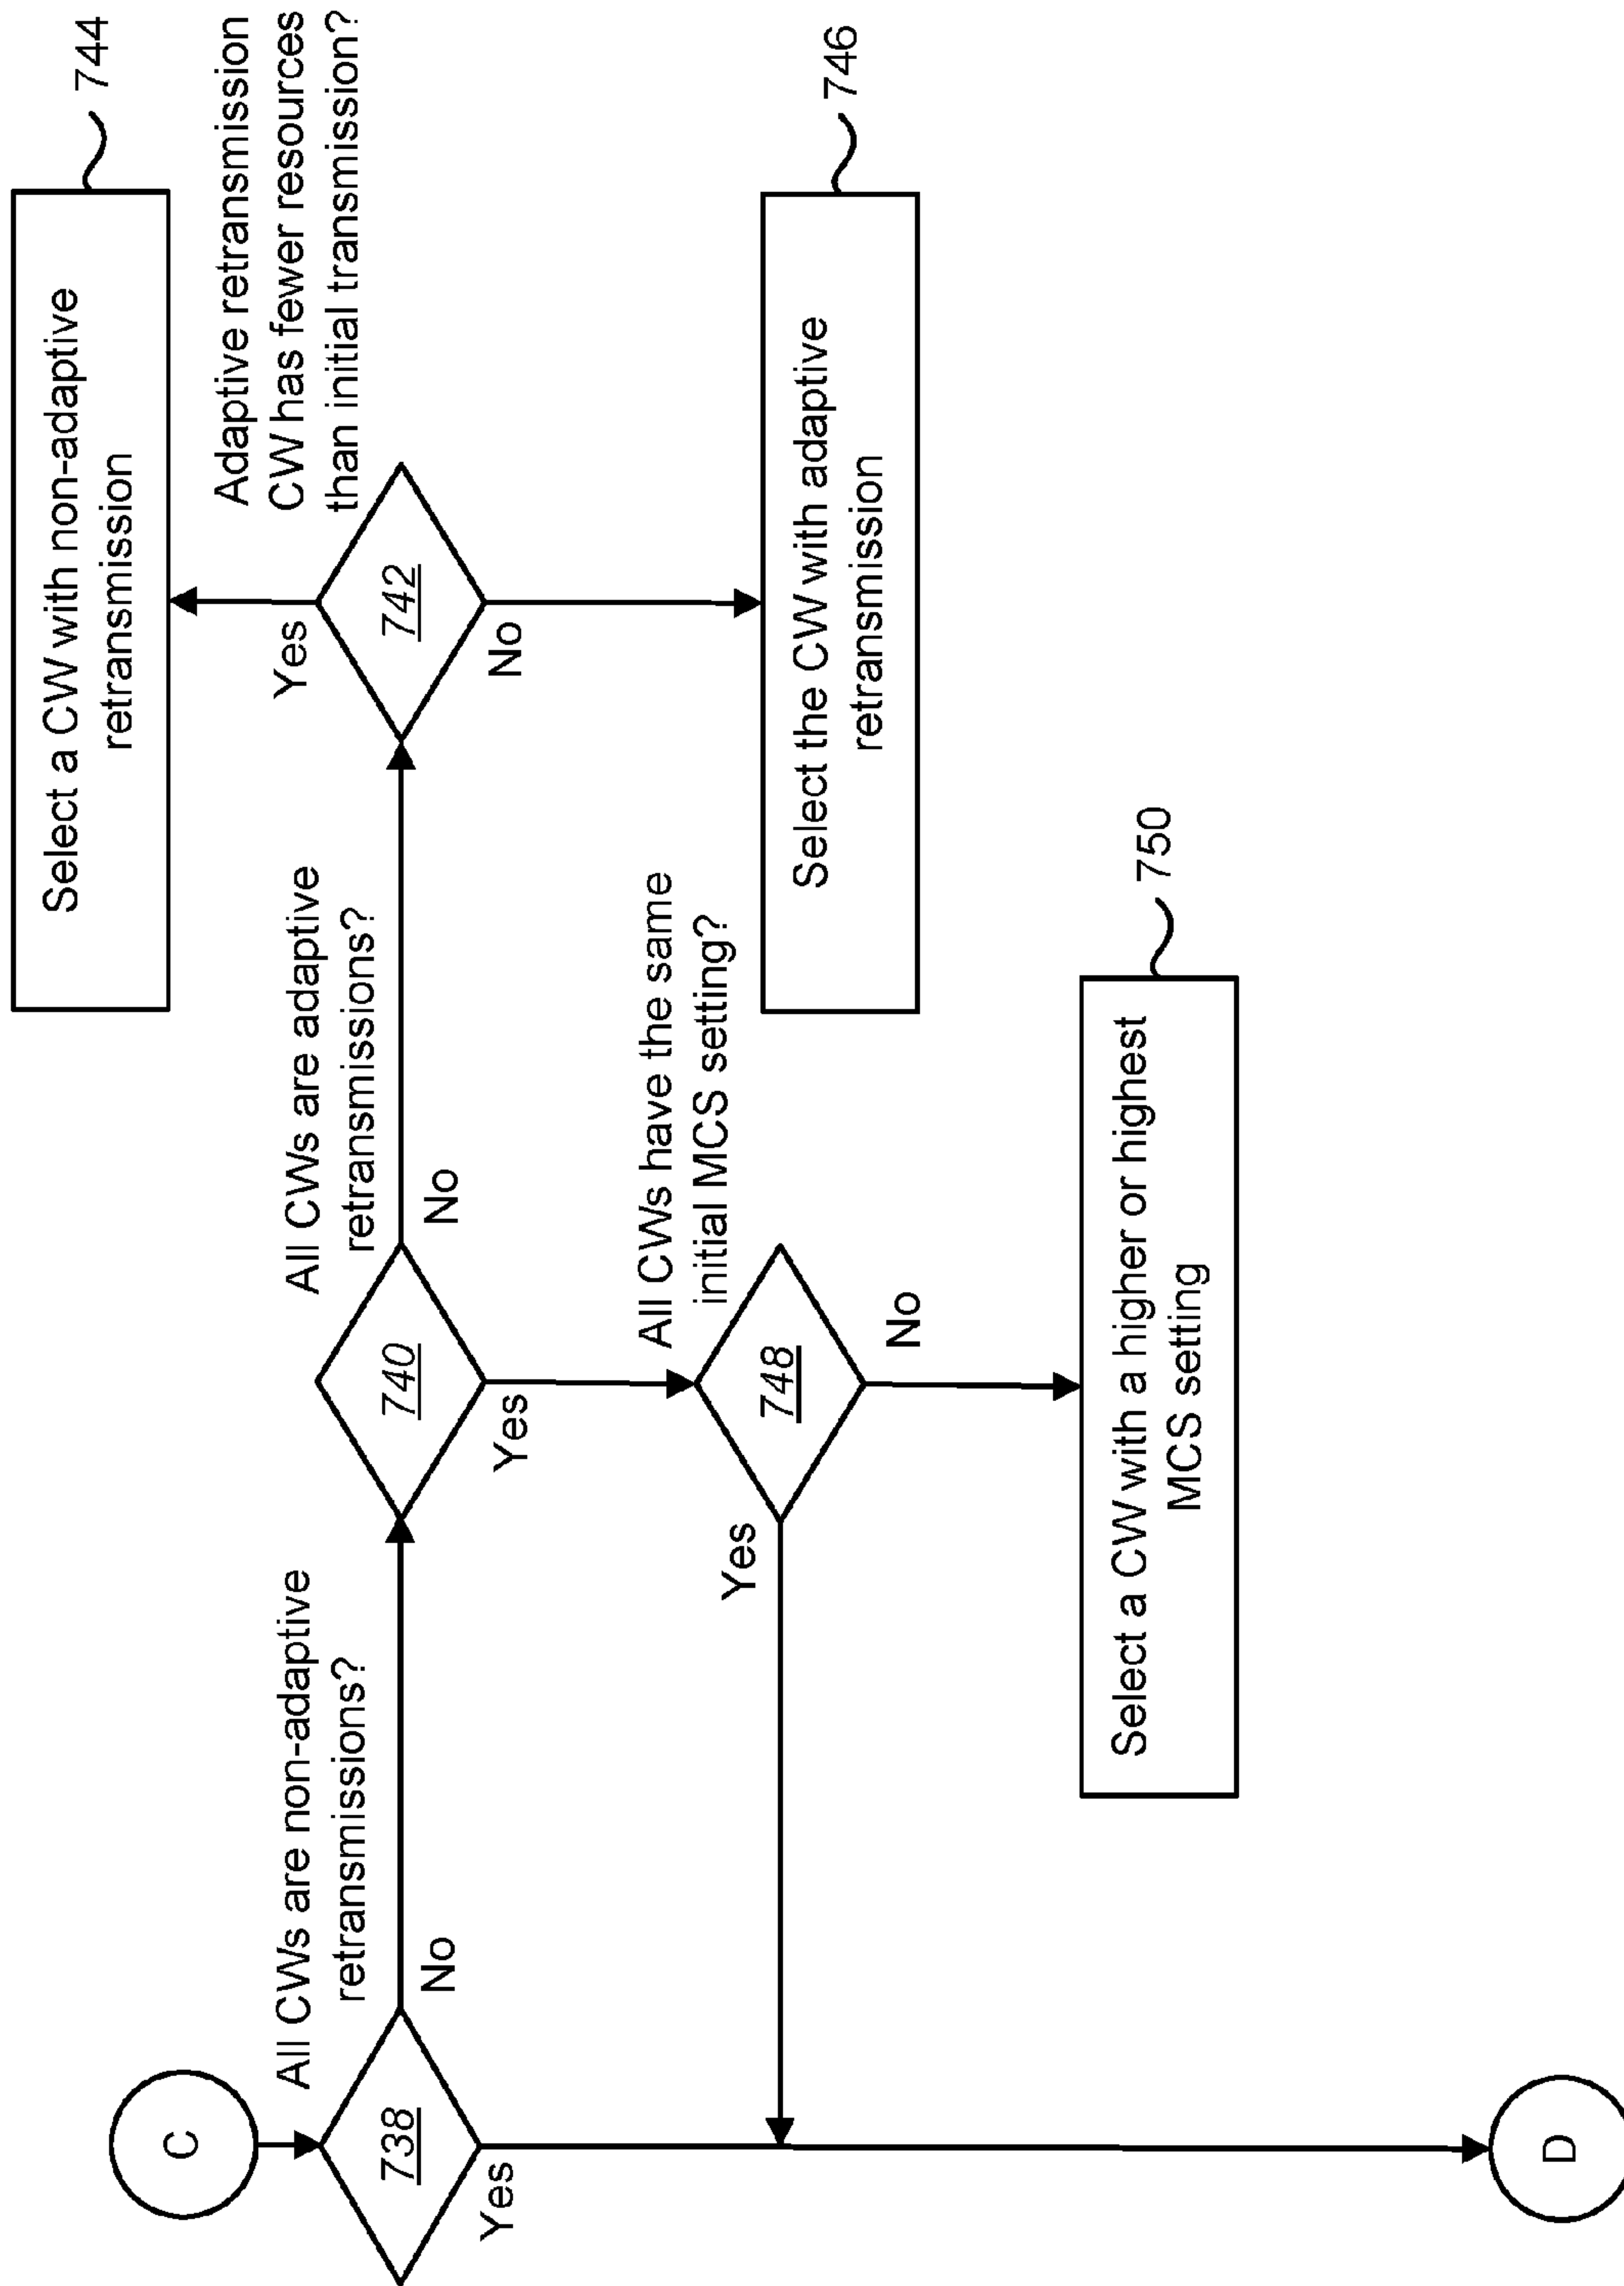 C
All CWs are non-adaptive
retransmissions?
738
No
Yes
All CWs are adaptive
retransmissions?
740
No
Yes
Adaptive retransmission
CW has fewer resources
than initial transmission?
742
Yes
No
Select a CW with non-adaptive
retransmission
744
Select the CW with adaptive
retransmission
746
All CWs have the same
initial MCS setting?
748
Yes
No
Select a CW with a higher or highest
MCS setting
750
D